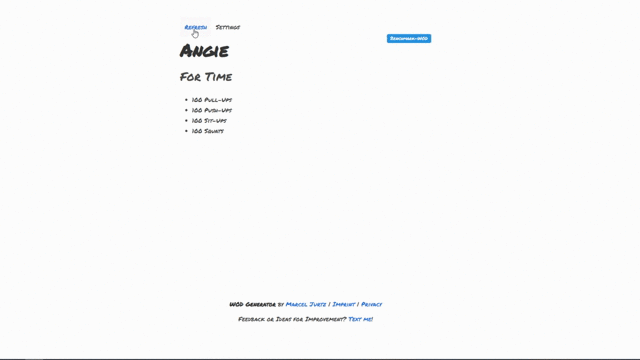 Refresh Settings
Benchmark-WOD
Angie
For Time
100 Pull-Ups
100 Push-Ups
100 Sit-Ups
100 Squats
WOD Generator by Marcel Jurtz | Imprint | Privacy
Feedback or Ideas for Improvement? Text me!